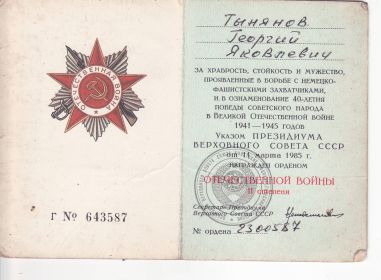 ОТЕЧЕСТВЕННАЯ ВОЙНА
Г № 643587
Тынянов
Георгий
Яковлевич
ЗА ХРАБРОСТЬ, СТОЙКОСТЬ И МУЖЕСТВО,
ПРОЯВЛЕННЫЕ В БОРЬБЕ С НЕМЕЦКО-
ФАШИСТСКИМИ ЗАХВАТЧИКАМИ,
И В ОЗНАМЕНОВАНИЕ 40-ЛЕТИЯ
ПОБЕДЫ СОВЕТСКОГО НАРОДА
В ВЕЛИКОЙ ОТЕЧЕСТВЕННОЙ ВОЙНЕ
1941—1945 ГОДОВ
УКАЗОМ ПРЕЗИДИУМА
ВЕРХОВНОГО СОВЕТА СССР
от 11 марта 1985 г.
НАГРАЖДЕН ОРДЕНОМ
ОТЕЧЕСТВЕННОЙ ВОЙНЫ
II степени
Секретарь Президиума
Верховного Совета СССР
№ ордена 2300587